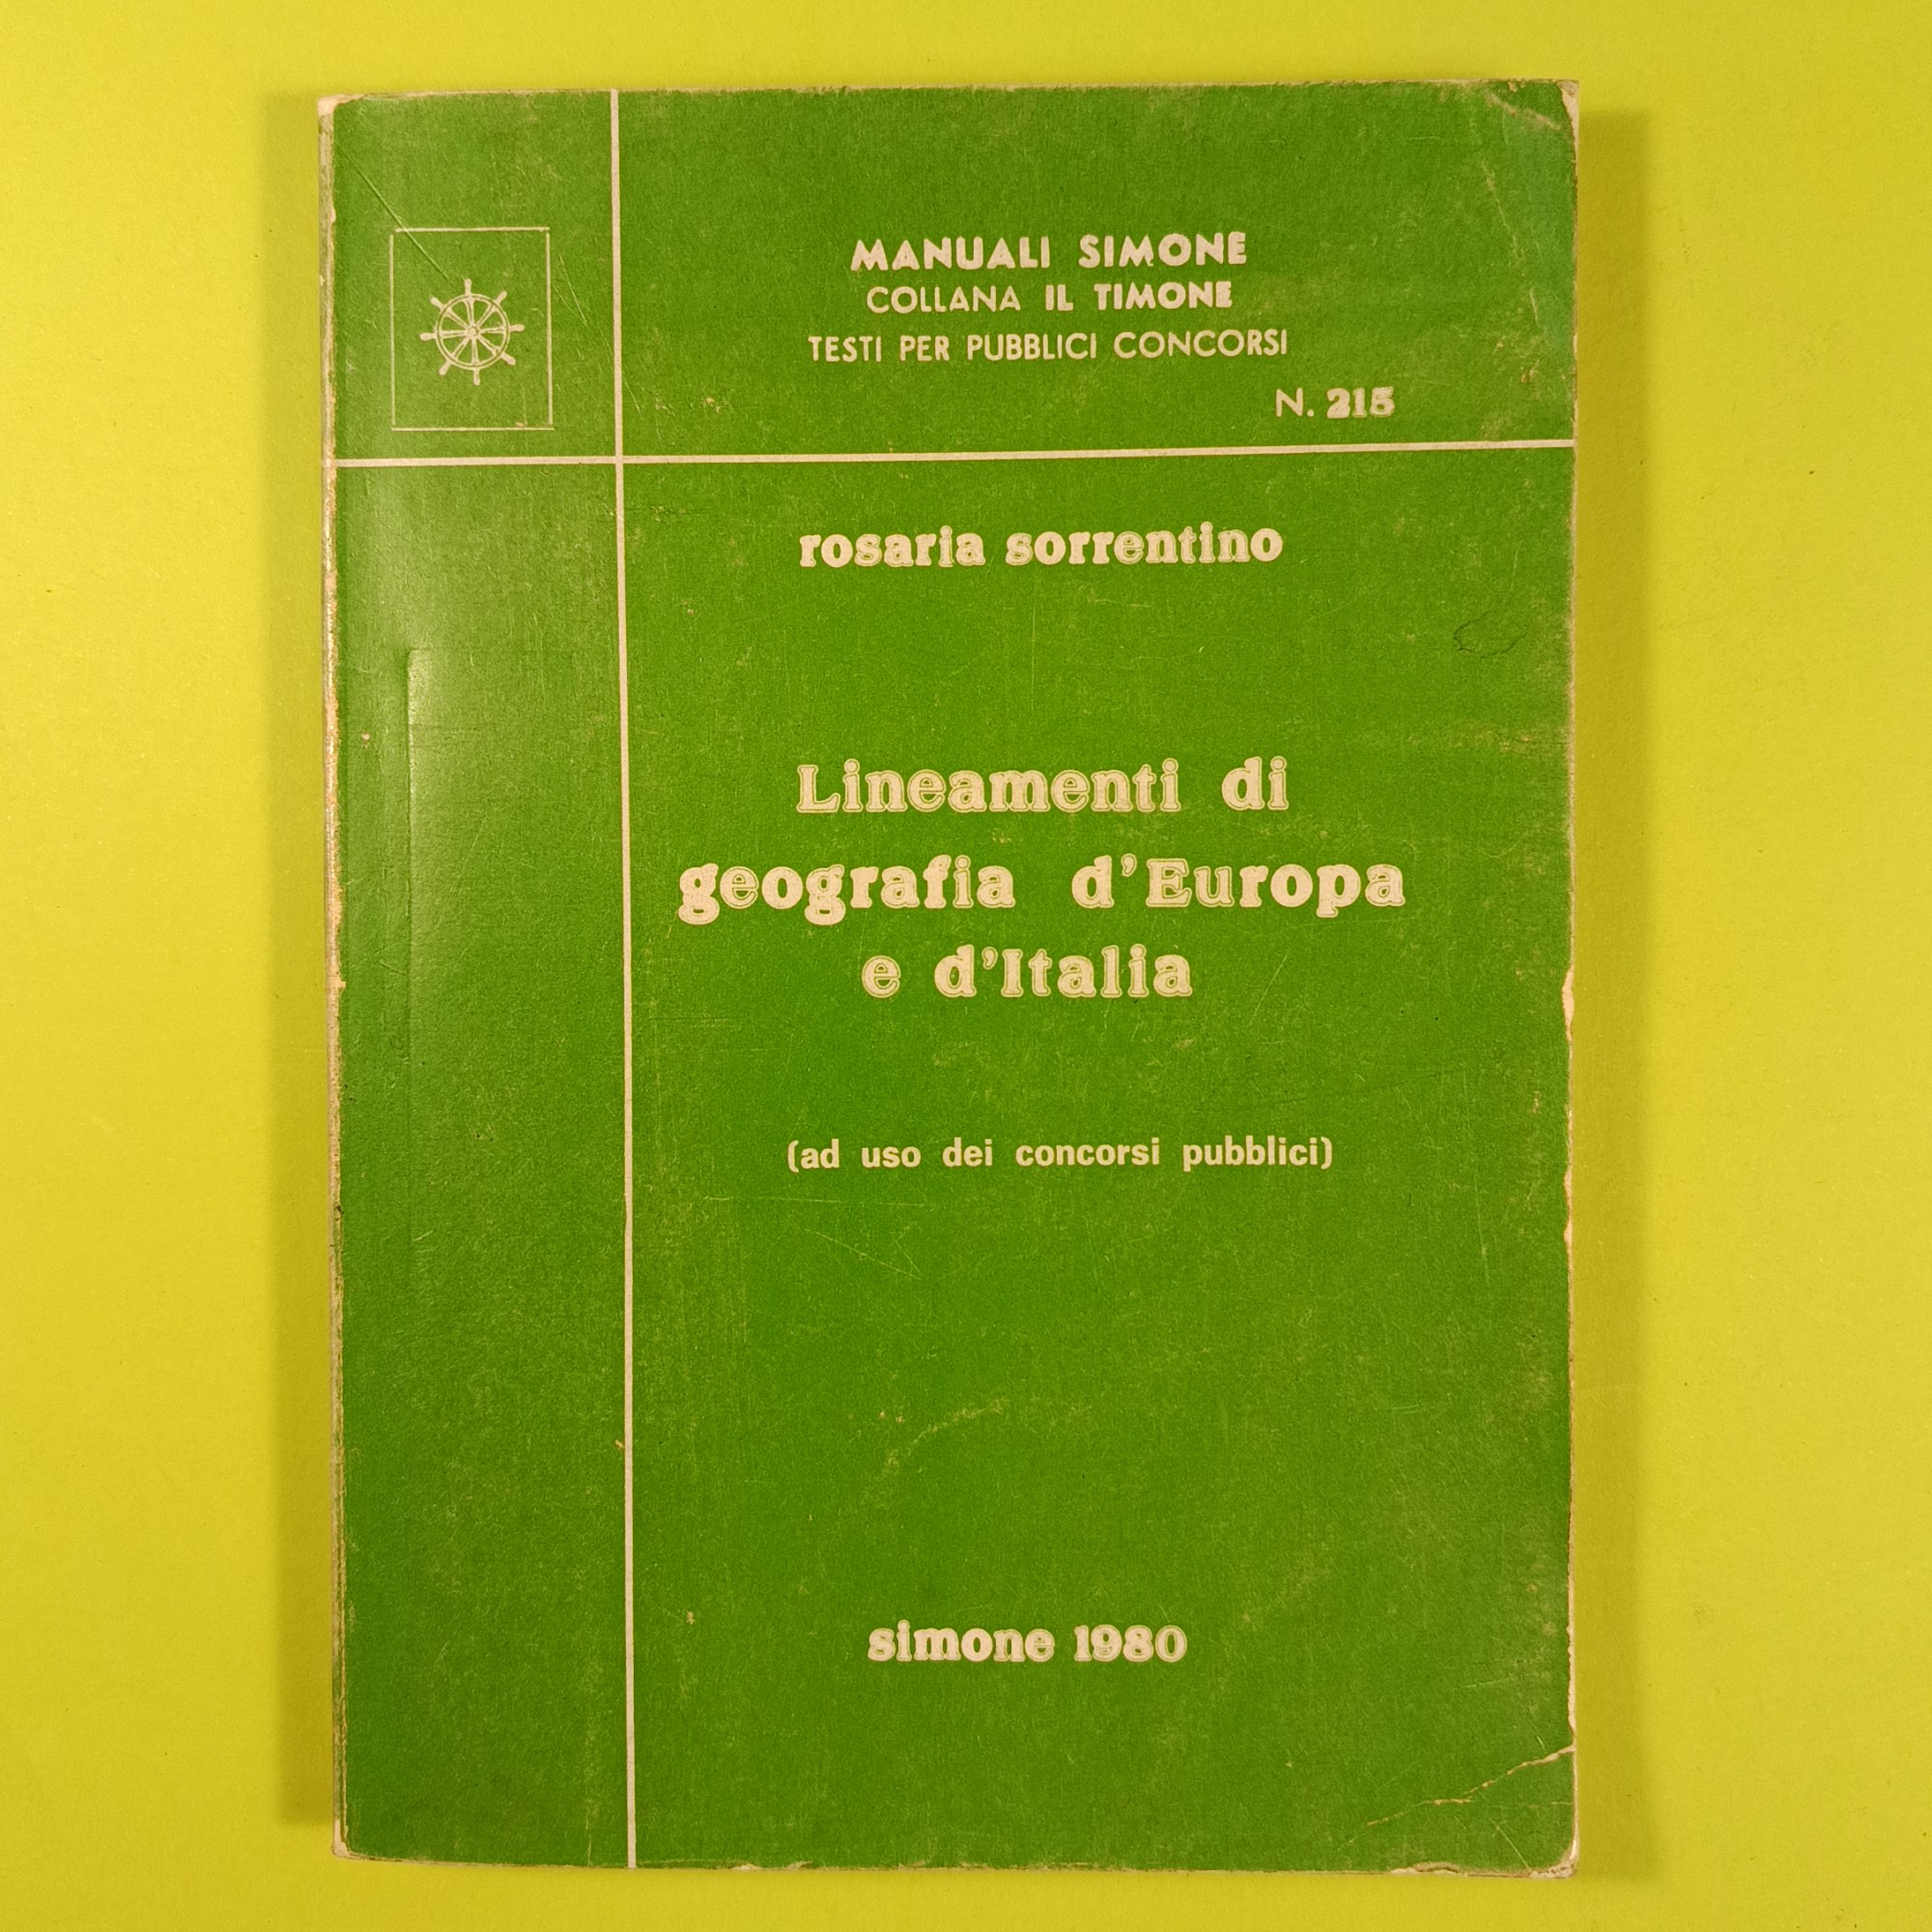 MANUALI SIMONE
COLLANA IL TIMONE
TESTI PER PUBBLICI CONCORSI
N. 215
rosaria sorrentino
Lineamenti di
geografia d'Europa
e d'Italia
(ad uso dei concorsi pubblici)
simone 1980